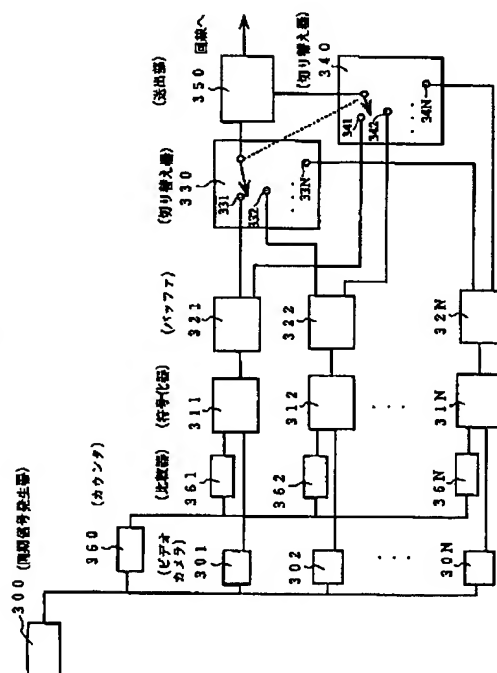 300 (同期信号発生器)
360 (カウンタ)
(比較器)
(符号化器)
(バッファ)
(切り替え器)
330
(送出部)
350
回線へ
(切り替え器)
340
(ビデオ
カメラ)
301
361
311
321
331
332
33N
341
342
34N
302
362
312
322
30N
36N
31N
32N